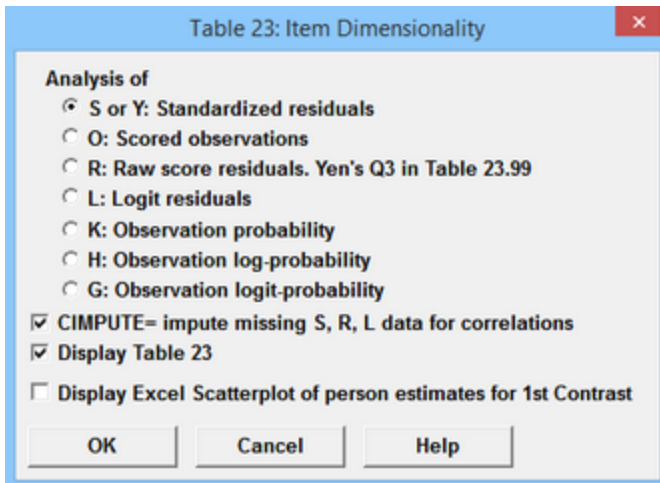 Table 23: Item Dimensionality
Analysis of
S or Y: Standardized residuals
O: Scored observations
R: Raw score residuals. Yen's Q3 in Table 23.99
L: Logit residuals
K: Observation probability
H: Observation log-probability
G: Observation logit-probability
CIMPUTE= impute missing S, R, L data for correlations
Display Table 23
Display Excel Scatterplot of person estimates for 1st Contrast
OK Cancel Help